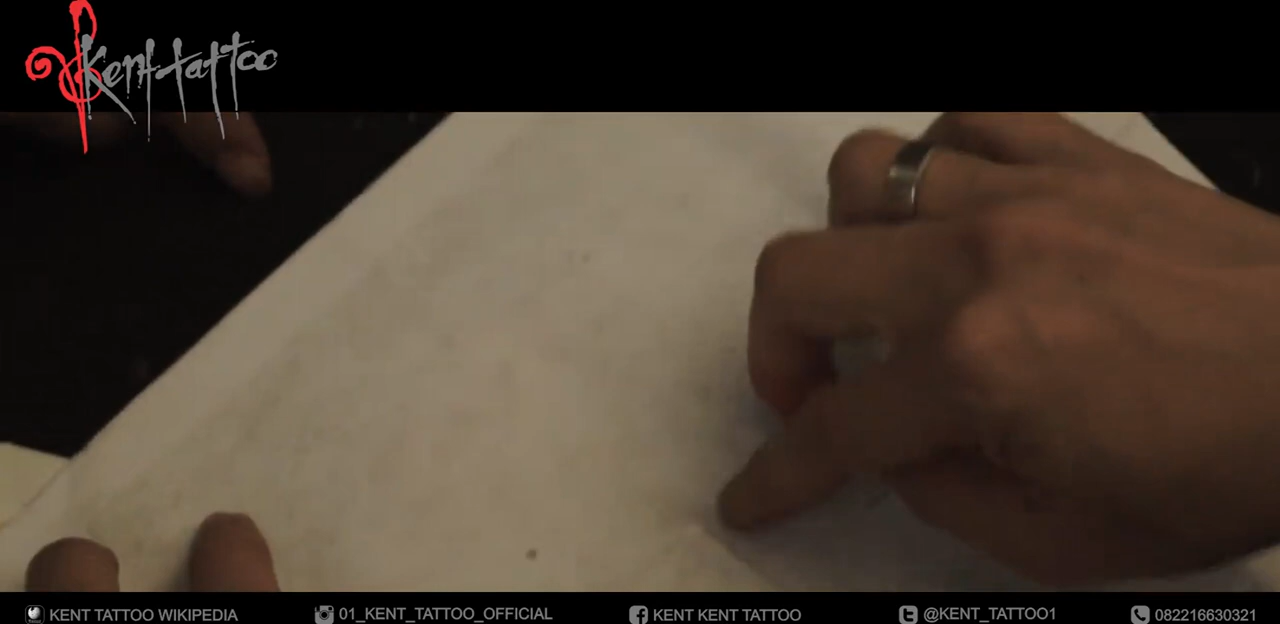 Kent tattoo
KENT TATTOO WIKIPEDIA
01_KENT_TATTOO_OFFICIAL
KENT KENT TATTOO
@KENT_TATTOO1
082216630321